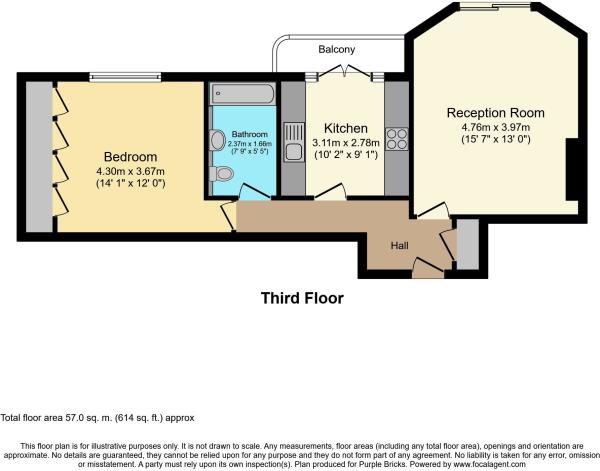 Balcony
Reception Room
4.76m x 3.97m
(15' 7" x 13' 0")
Bathroom
2.37m x 1.66m
(7' 9" x 5' 5")
Kitchen
3.11m x 2.78m
(10' 2" x 9' 1")
Bedroom
4.30m x 3.67m
(14' 1" x 12' 0")
Hall
Third Floor
Total floor area 57.0 sq. m. (614 sq. ft.) approx
This floor plan is for illustrative purposes only. It is not drawn to scale. Any measurements, floor areas (including any total floor area), openings and orientation are
approximate. No details are guaranteed, they cannot be relied upon for any purpose and they do not form part of any agreement. No liability is taken for any error, omission
or misstatement. A party must rely upon its own inspection(s). Plan produced for Purple Bricks. Powered by www.focalagent.com